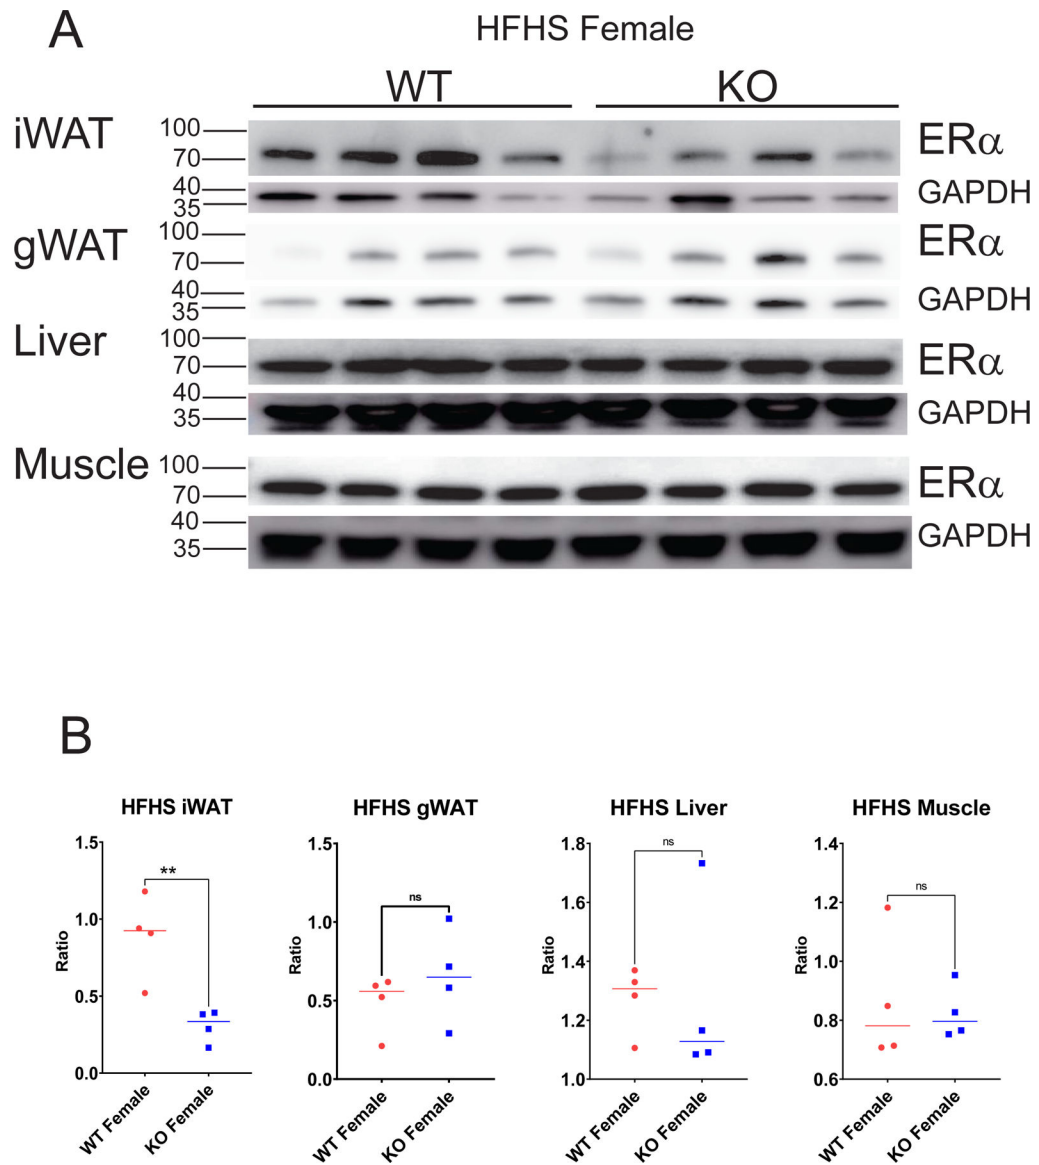 A
HFHS Female
WT KO
iWAT 100 ERα
70
40 GAPDH
35
gWAT 100 ERα
70
40 GAPDH
35
Liver 100 ERα
70
40 GAPDH
35
Muscle 100 ERα
70
40 GAPDH
35
B
HFHS iWAT
1.5
1.0
0.5
0.0
Ratio
**
WT Female
KO Female
HFHS gWAT
1.5
1.0
0.5
0.0
Ratio
ns
WT Female
KO Female
HFHS Liver
1.8
1.6
1.4
1.2
1.0
Ratio
ns
WT Female
KO Female
HFHS Muscle
1.4
1.2
1.0
0.8
0.6
Ratio
ns
WT Female
KO Female